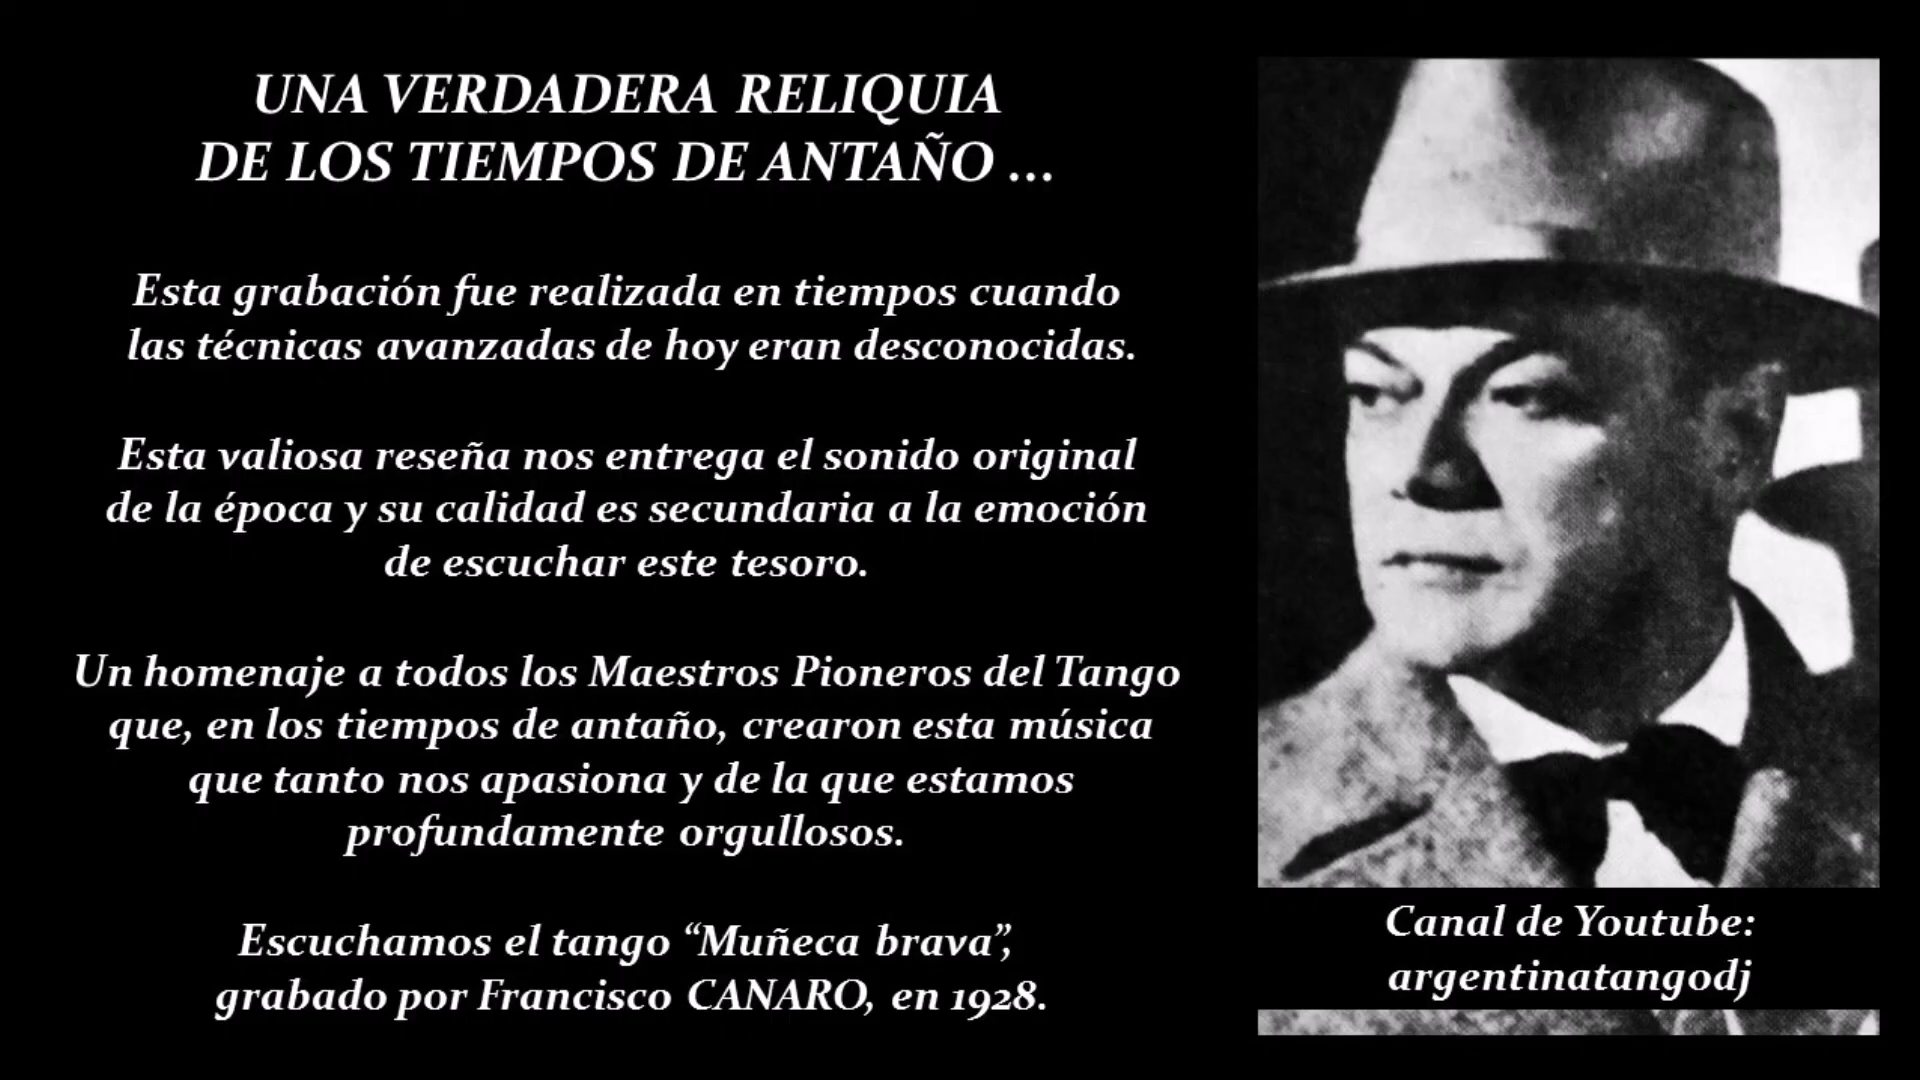 UNA VERDADERA RELIQUIA
DE LOS TIEMPOS DE ANTAÑO ...
Esta grabación fue realizada en tiempos cuando
las técnicas avanzadas de hoy eran desconocidas.
Esta valiosa reseña nos entrega el sonido original
de la época y su calidad es secundaria a la emoción
de escuchar este tesoro.
Un homenaje a todos los Maestros Pioneros del Tango
que, en los tiempos de antaño, crearon esta música
que tanto nos apasiona y de la que estamos
profundamente orgullosos.
Escuchamos el tango “Muñeca brava”,
grabado por Francisco CANARO, en 1928.
Canal de Youtube:
argentinatangodj